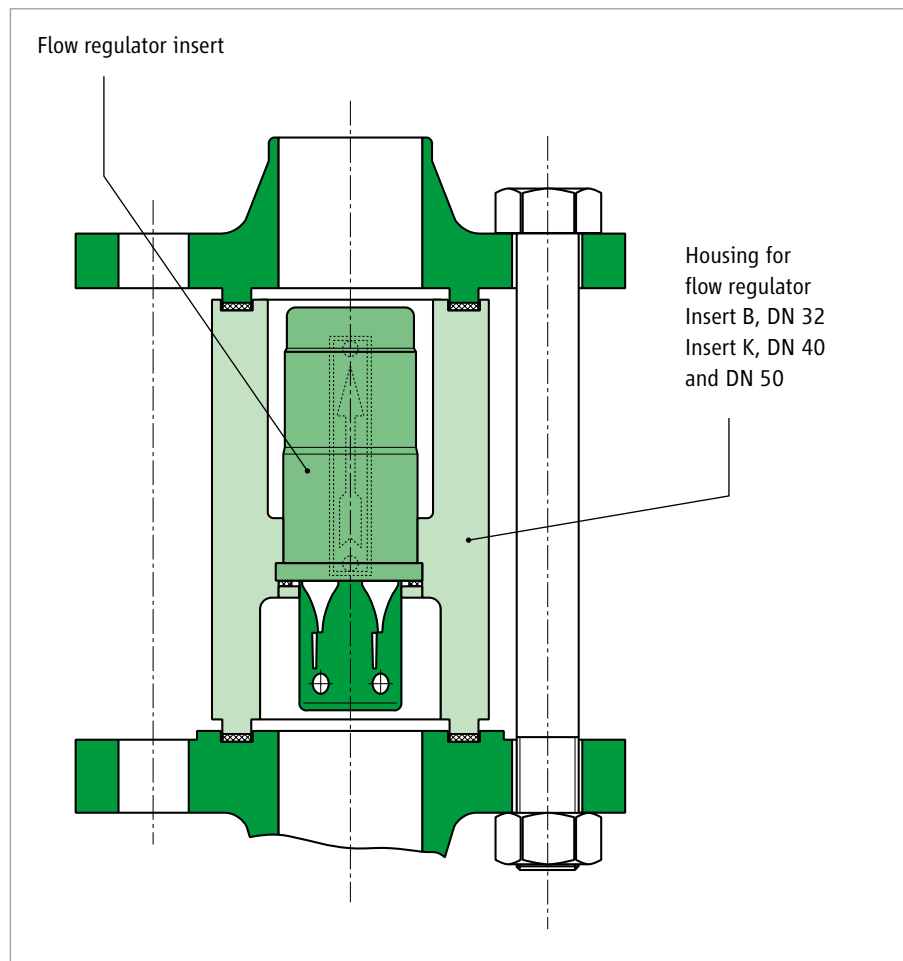 Flow regulator insert
Housing for
flow regulator
Insert B, DN 32
Insert K, DN 40
and DN 50